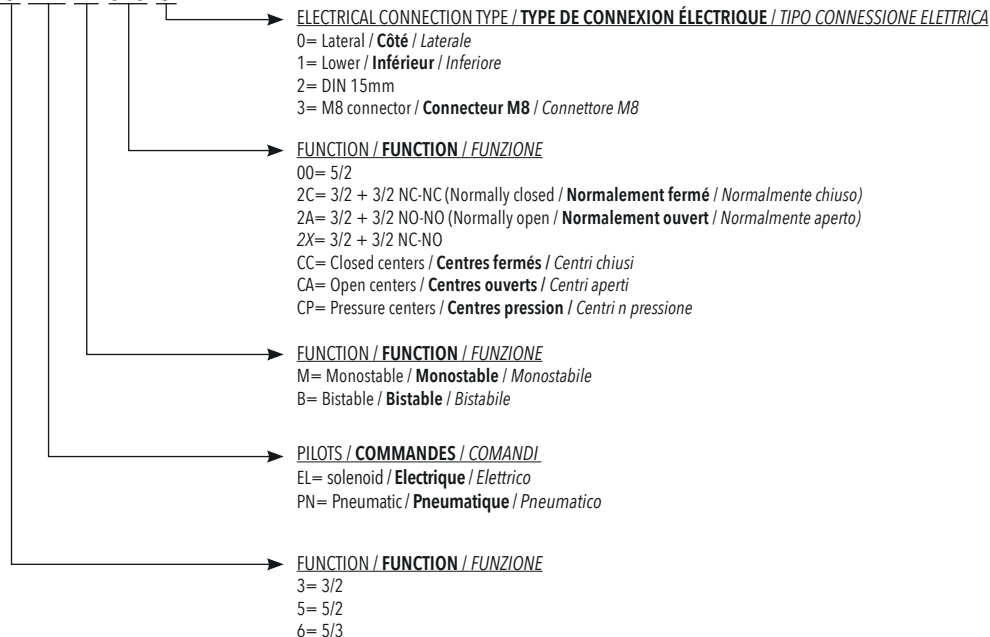 ELECTRICAL CONNECTION TYPE / TYPE DE CONNEXION ÉLECTRIQUE / TIPO CONNESSIONE ELETTRICA
0= Lateral / Côté / Laterale
1= Lower / Inférieur / Inferiore
2= DIN 15mm
3= M8 connector / Connecteur M8 / Connettore M8
FUNCTION / FUNCTION / FUNZIONE
00= 5/2
2C= 3/2 + 3/2 NC-NC (Normally closed / Normalement fermé / Normalmente chiuso)
2A= 3/2 + 3/2 NO-NO (Normally open / Normalement ouvert / Normalmente aperto)
2X= 3/2 + 3/2 NC-NO
CC= Closed centers / Centres fermés / Centri chiusi
CA= Open centers / Centres ouverts / Centri aperti
CP= Pressure centers / Centres pression / Centri n pressione
FUNCTION / FUNCTION / FUNZIONE
M= Monostable / Monostable / Monostabile
B= Bistable / Bistable / Bistabile
PILOTS / COMMANDES / COMANDI
EL= solenoid / Electrique / Elettrico
PN= Pneumatic / Pneumatique / Pneumatico
FUNCTION / FUNCTION / FUNZIONE
3= 3/2
5= 5/2
6= 5/3